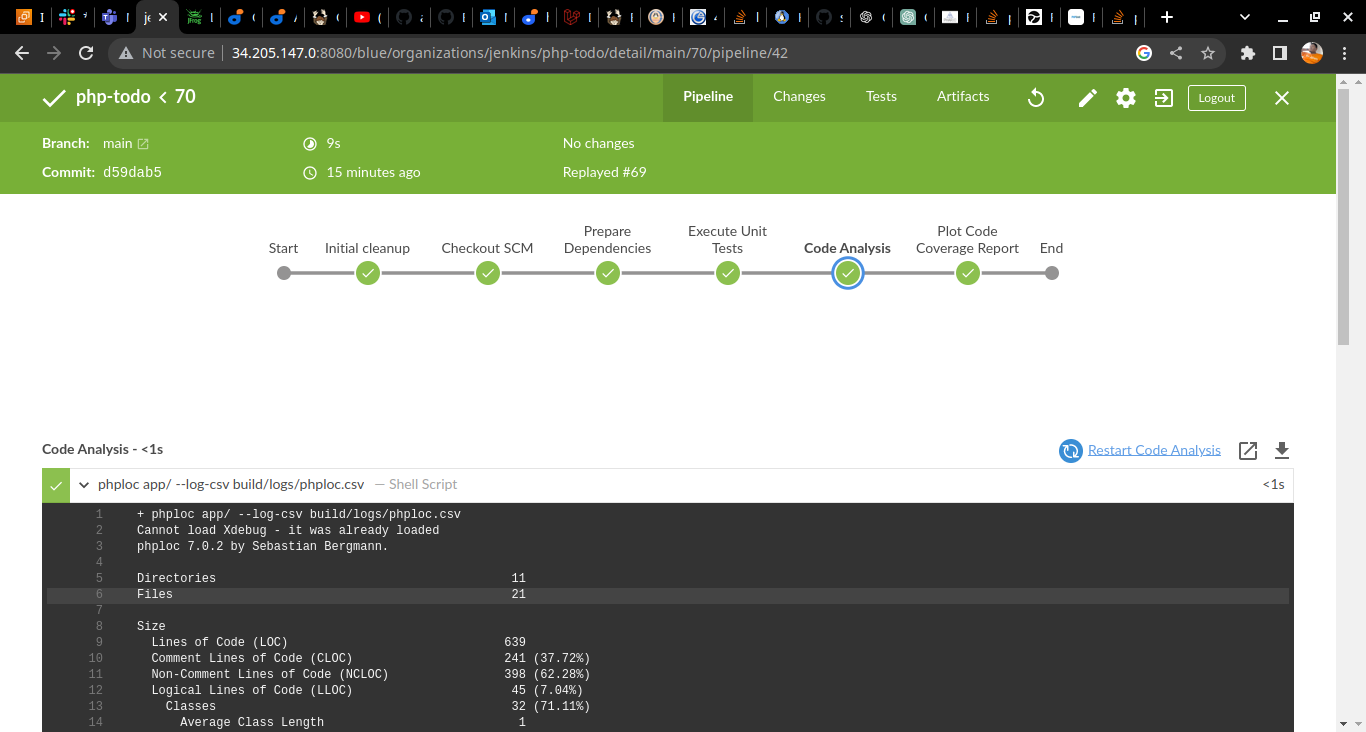 Not secure 34.205.147.0:8080/blue/organizations/jenkins/php-todo/detail/main/70/pipeline/42
php-todo < 70 Pipeline Changes Tests Artifacts Logout
Branch: main 9s No changes
Commit: d59dab5 15 minutes ago Replayed #69
Start Initial cleanup Checkout SCM Prepare Dependencies Execute Unit Tests Code Analysis Plot Code Coverage Report End
Code Analysis - <1s Restart Code Analysis
phploc app/ --log-csv build/logs/phploc.csv — Shell Script <1s
1 + phploc app/ --log-csv build/logs/phploc.csv
2 Cannot load Xdebug - it was already loaded
3 phploc 7.0.2 by Sebastian Bergmann.
4
5 Directories 11
6 Files 21
7
8 Size
9 Lines of Code (LOC) 639
10 Comment Lines of Code (CLOC) 241 (37.72%)
11 Non-Comment Lines of Code (NCLOC) 398 (62.28%)
12 Logical Lines of Code (LLOC) 45 (7.04%)
13 Classes 32 (71.11%)
14 Average Class Length 1